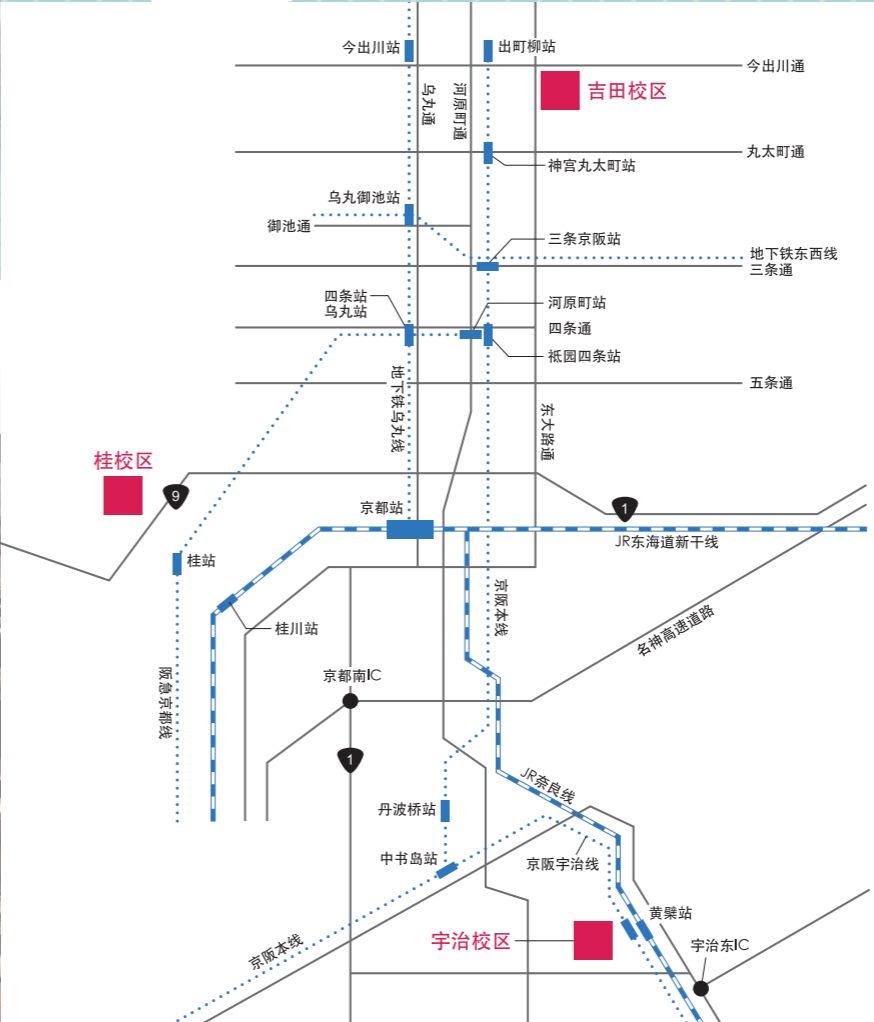 今出川站
出町柳站
今出川通
乌丸通
河原町通
吉田校区
丸太町通
神宫丸太町站
乌丸御池站
御池通
三条京阪站
地下铁东西线
三条通
四条站
乌丸站
河原町站
四条通
祗园四条站
五条通
地下铁乌丸线
东大路通
桂校区
9
京都站
1
JR东海道新干线
桂站
京阪本线
桂川站
名神高速道路
阪急京都线
京都南IC
1
JR奈良线
丹波桥站
中书岛站
京阪宇治线
黄檗站
宇治校区
京阪本线
宇治东IC